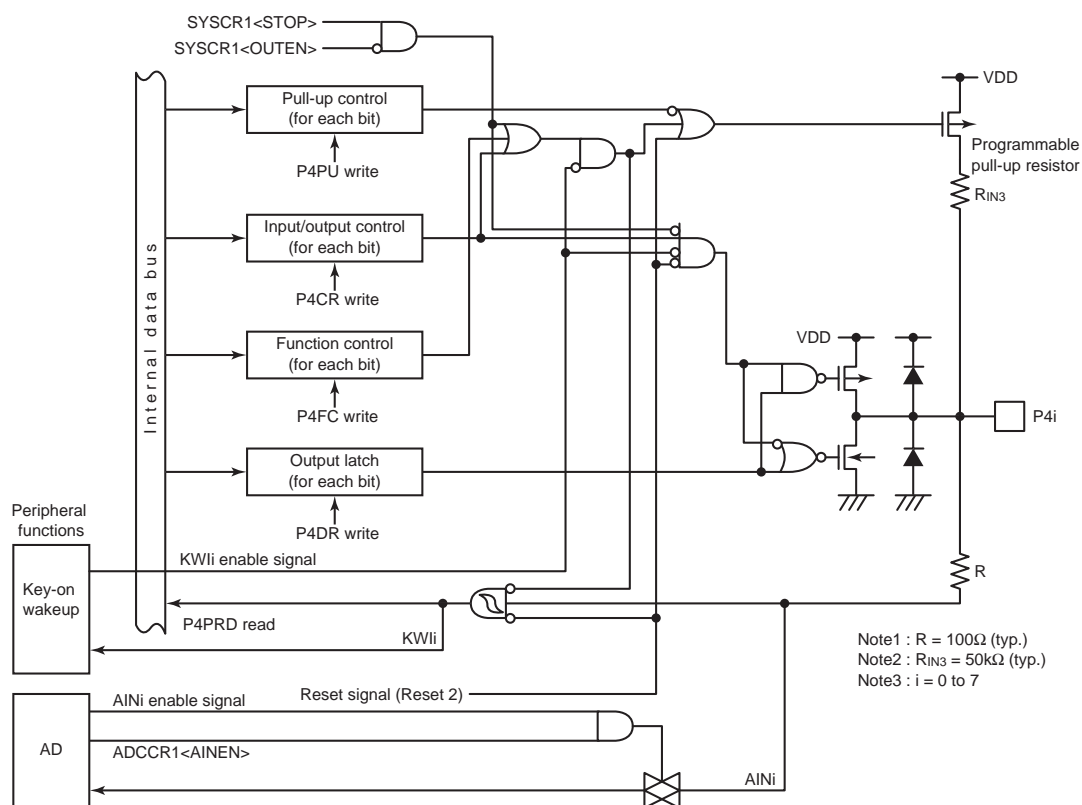 SYSCR1<STOP>
SYSCR1<OUTEN>
Internal data bus
Pull-up control
(for each bit)
P4PU write
Input/output control
(for each bit)
P4CR write
Function control
(for each bit)
P4FC write
Output latch
(for each bit)
P4DR write
VDD
Programmable
pull-up resistor
RIN3
VDD
P4i
R
Peripheral
functions
Key-on
wakeup
KWIi enable signal
P4PRD read
KWIi
Reset signal (Reset 2)
Note1 : R = 100Ω (typ.)
Note2 : RIN3 = 50kΩ (typ.)
Note3 : i = 0 to 7
AD
AINi enable signal
ADCCR1<AINEN>
AINi